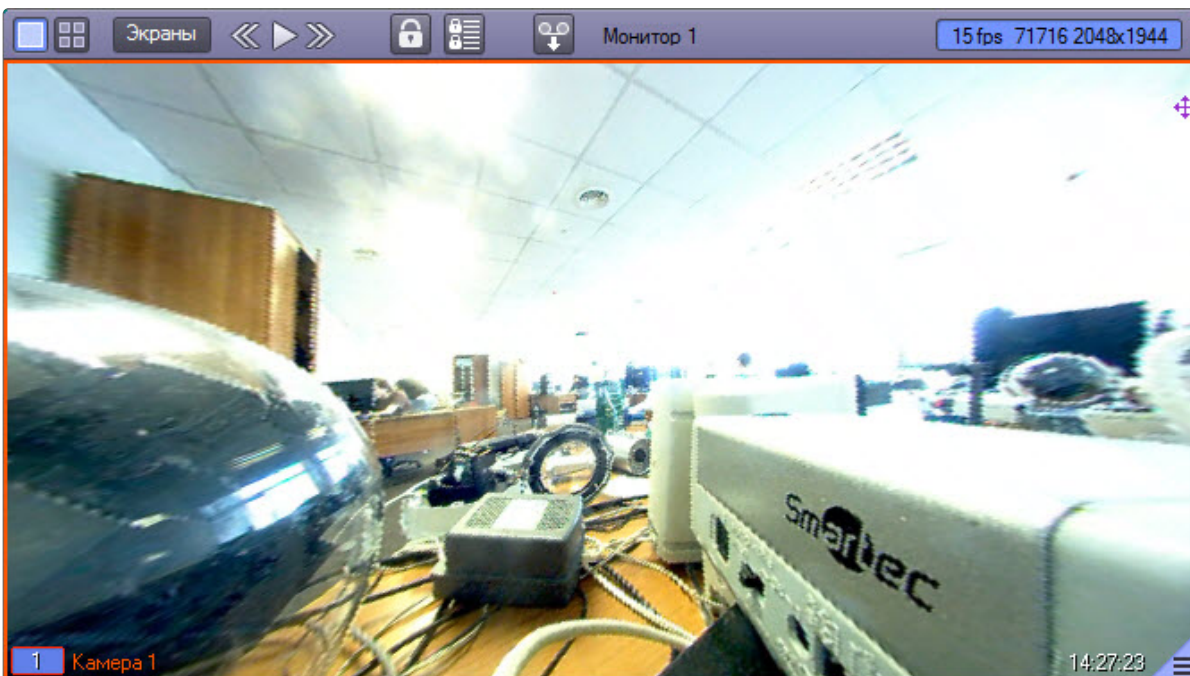 Экраны
Монитор 1
15 fps 71716 2048x1944
Smartec
1 Камера 1
14:27:23